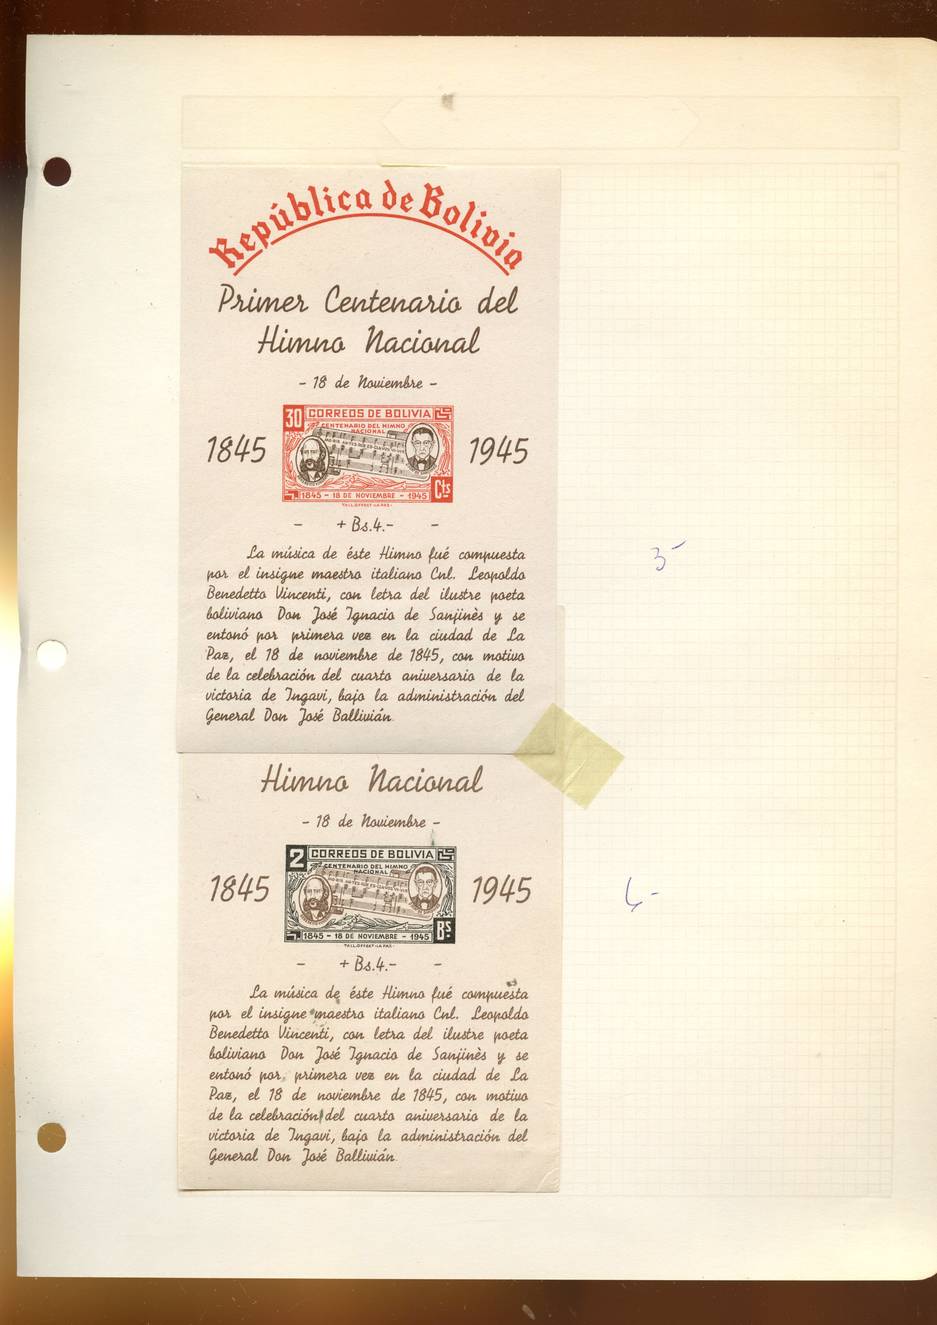 República de Bolivia
Primer Centenario del
Himno Nacional
- 18 de Noviembre -
30 CORREOS DE BOLIVIA
CENTENARIO DEL HIMNO
NACIONAL
1845 1945
1845 - 18 DE NOVIEMBRE - 1945 Cts
TALL.OFFSET-LA PAZ-
- + Bs.4.- -
La música de éste Himno fué compuesta
por el insigne maestro italiano Cnl. Leopoldo
Benedetto Vincenti, con letra del ilustre poeta
boliviano Don José Ignacio de Sanjinès y se
entonó por primera vez en la ciudad de La
Paz, el 18 de noviembre de 1845, con motivo
de la celebración del cuarto aniversario de la
victoria de Ingavi, bajo la administración del
General Don José Ballivián.
3-
Himno Nacional
- 18 de Noviembre -
2 CORREOS DE BOLIVIA
CENTENARIO DEL HIMNO
NACIONAL
1845 1945
1845 - 18 DE NOVIEMBRE - 1945 Bs
TALL.OFFSET-LA PAZ-
- + Bs.4.- -
La música de éste Himno fué compuesta
por el insigne maestro italiano Cnl. Leopoldo
Benedetto Vincenti, con letra del ilustre poeta
boliviano Don José Ignacio de Sanjinès y se
entonó por primera vez en la ciudad de La
Paz, el 18 de noviembre de 1845, con motivo
de la celebración del cuarto aniversario de la
victoria de Ingavi, bajo la administración del
General Don José Ballivián.